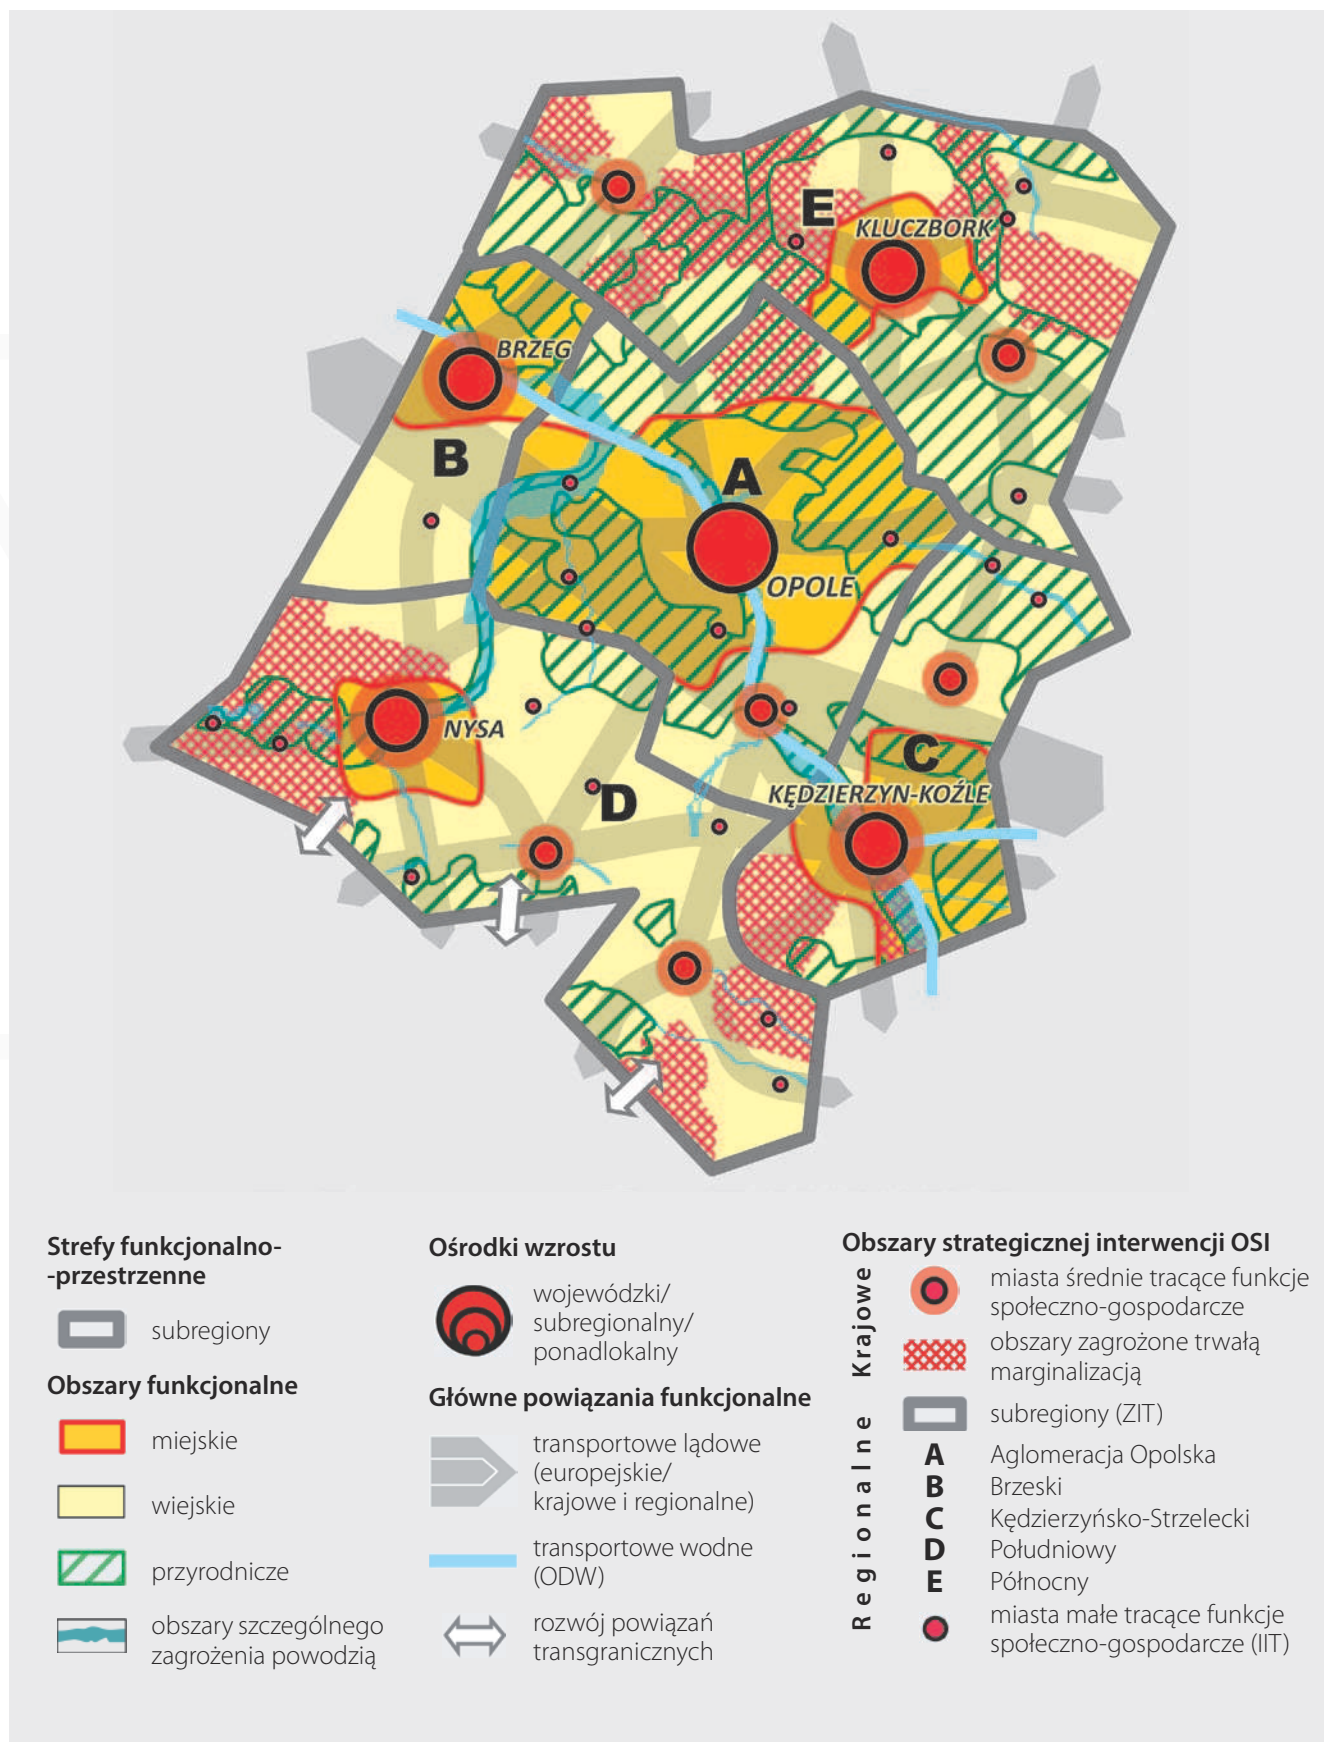 E
KLUCZBORK
BRZEG
B
A
OPOLE
NYSA
C
D
KĘDZIERZYN-KOŹLE
Strefy funkcjonalno-
-przestrzenne
subregiony
Obszary funkcjonalne
miejskie
wiejskie
przyrodnicze
obszary szczególnego
zagrożenia powodzią
Ośrodki wzrostu
wojewódzki/
subregionalny/
ponadlokalny
Główne powiązania funkcjonalne
transportowe lądowe
(europejskie/
krajowe i regionalne)
transportowe wodne
(ODW)
rozwój powiązań
transgranicznych
Obszary strategicznej interwencji OSI
Krajowe
miasta średnie tracące funkcje
społeczno-gospodarcze
obszary zagrożone trwałą
marginalizacją
Regionalne
subregiony (ZIT)
A Aglomeracja Opolska
B Brzeski
C Kędzierzyńsko-Strzelecki
D Południowy
E Północny
miasta małe tracące funkcje
społeczno-gospodarcze (IIT)